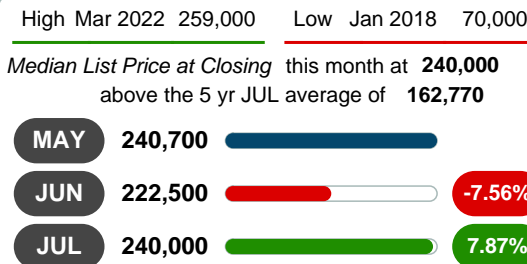 High Mar 2022 259,000 Low Jan 2018 70,000
Median List Price at Closing this month at 240,000
above the 5 yr JUL average of 162,770
MAY 240,700
JUN 222,500 -7.56%
JUL 240,000 7.87%